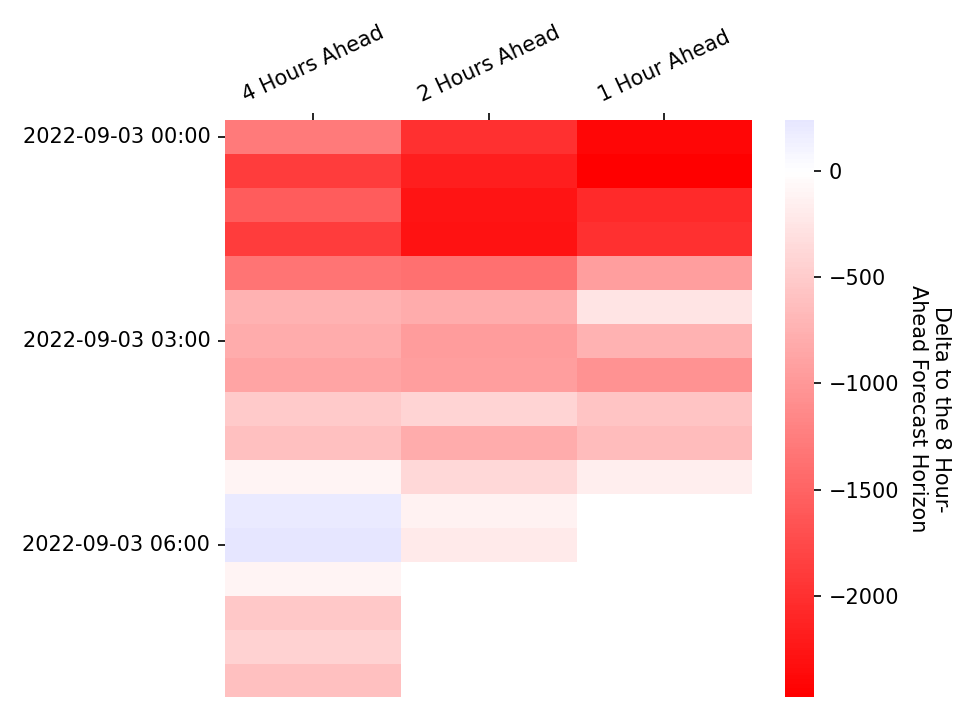 4 Hours Ahead
2 Hours Ahead
1 Hour Ahead
2022-09-03 00:00
2022-09-03 03:00
2022-09-03 06:00
0
−500
−1000
−1500
−2000
Delta to the 8 Hour-
Ahead Forecast Horizon